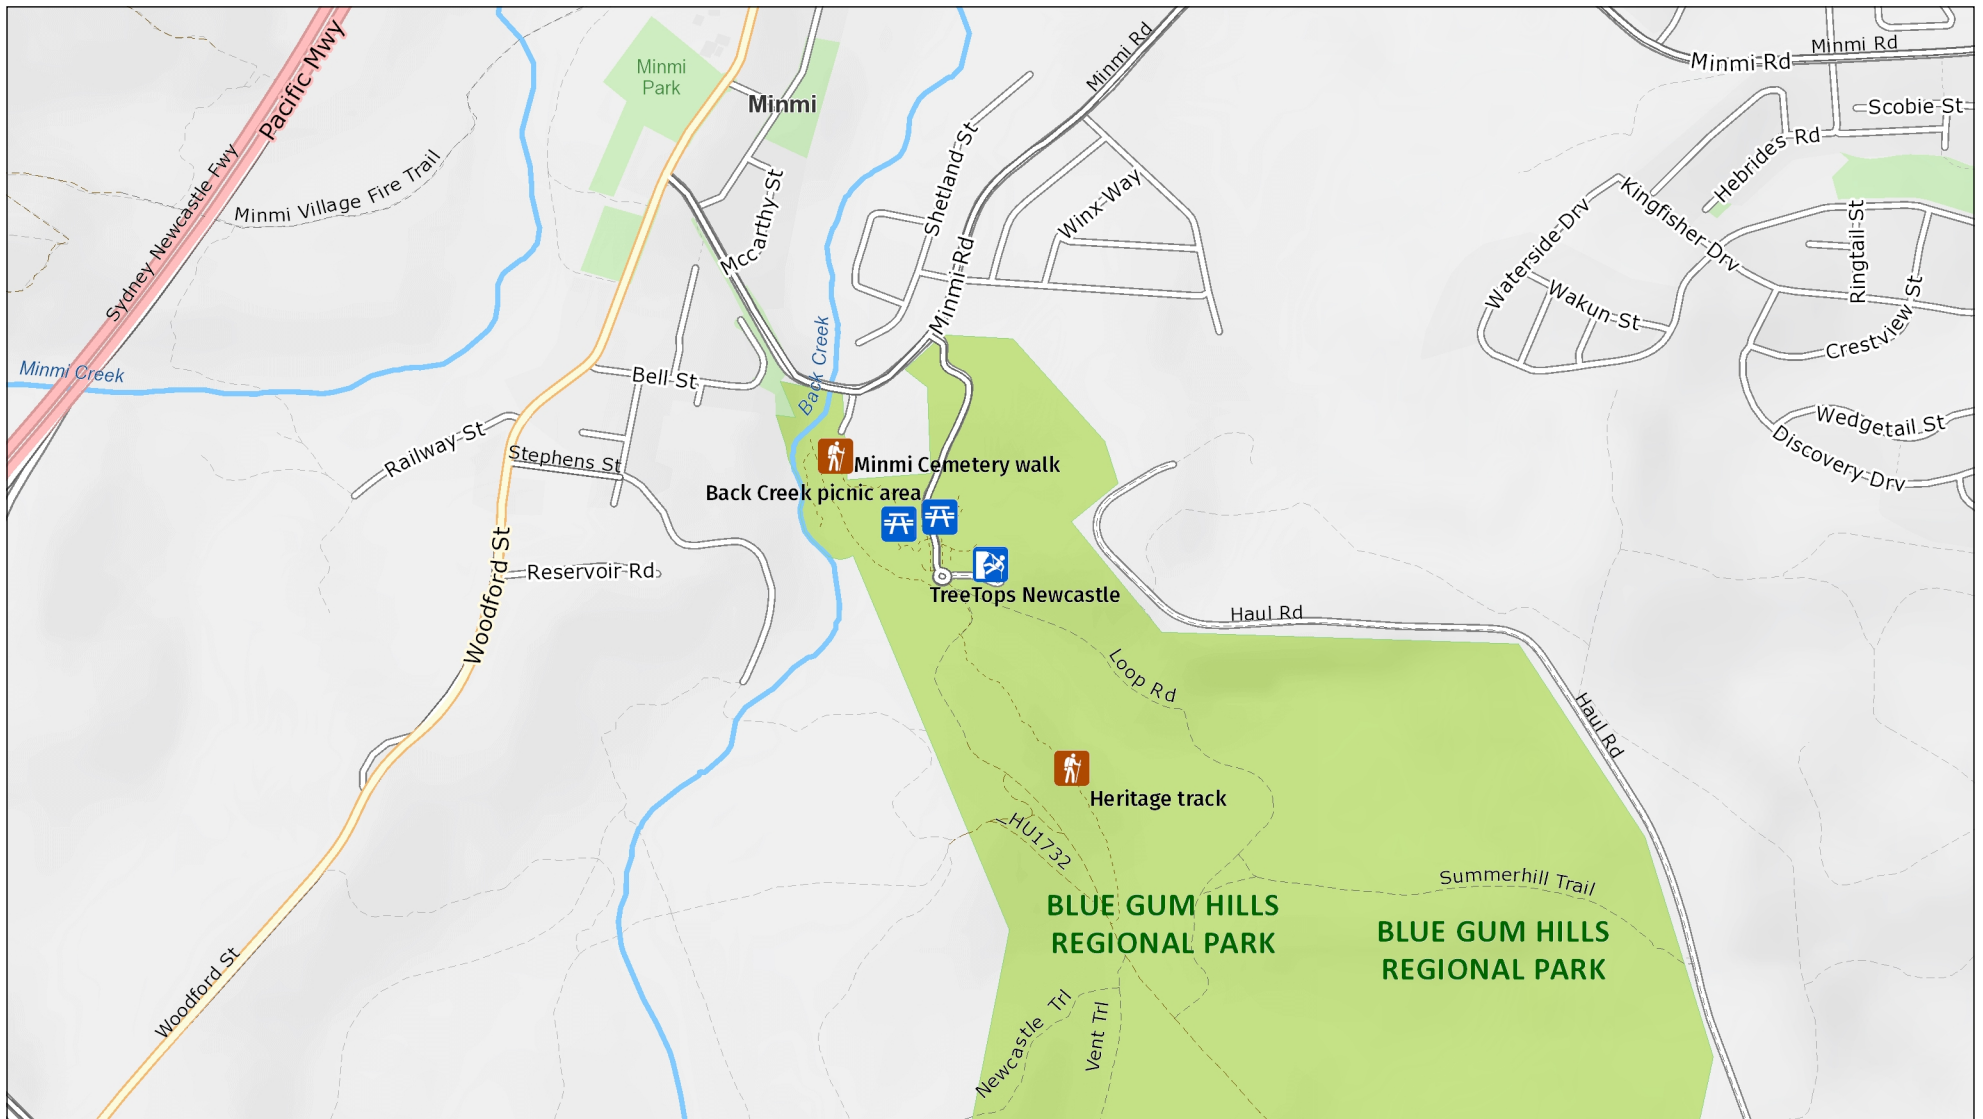 Pacific Mwy
Sydney Newcastle Fwy
Minmi Village Fire Trail
Minmi Creek
Minmi
Park
Minmi
Mccarthy St
Shetland St
Minmi Rd
Winx Way
Minmi Rd
Back Creek
Minmi Rd
Minmi Rd
Scobie St
Hebrides Rd
Kingfisher Drv
Waterside Drv
Wakun St
Ringtail St
Crestview St
Wedgetail St
Discovery Drv
Bell St
Railway St
Stephens St
Reservoir Rd
Woodford St
Woodford St
Minmi Cemetery walk
Back Creek picnic area
TreeTops Newcastle
Haul Rd
Haul Rd
Loop Rd
Heritage track
HU1732
Summerhill Trail
BLUE GUM HILLS
REGIONAL PARK
BLUE GUM HILLS
REGIONAL PARK
Newcastle Trl
Vent Trl